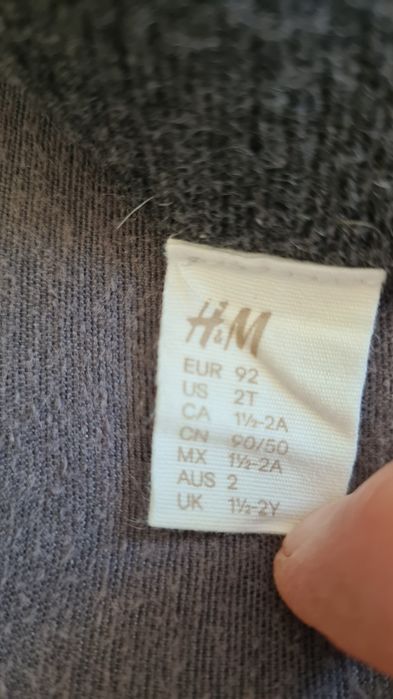 H&M
EUR 92
US 2T
CA 1½-2A
CN 90/50
MX 1½-2A
AUS 2
UK 1½-2Y